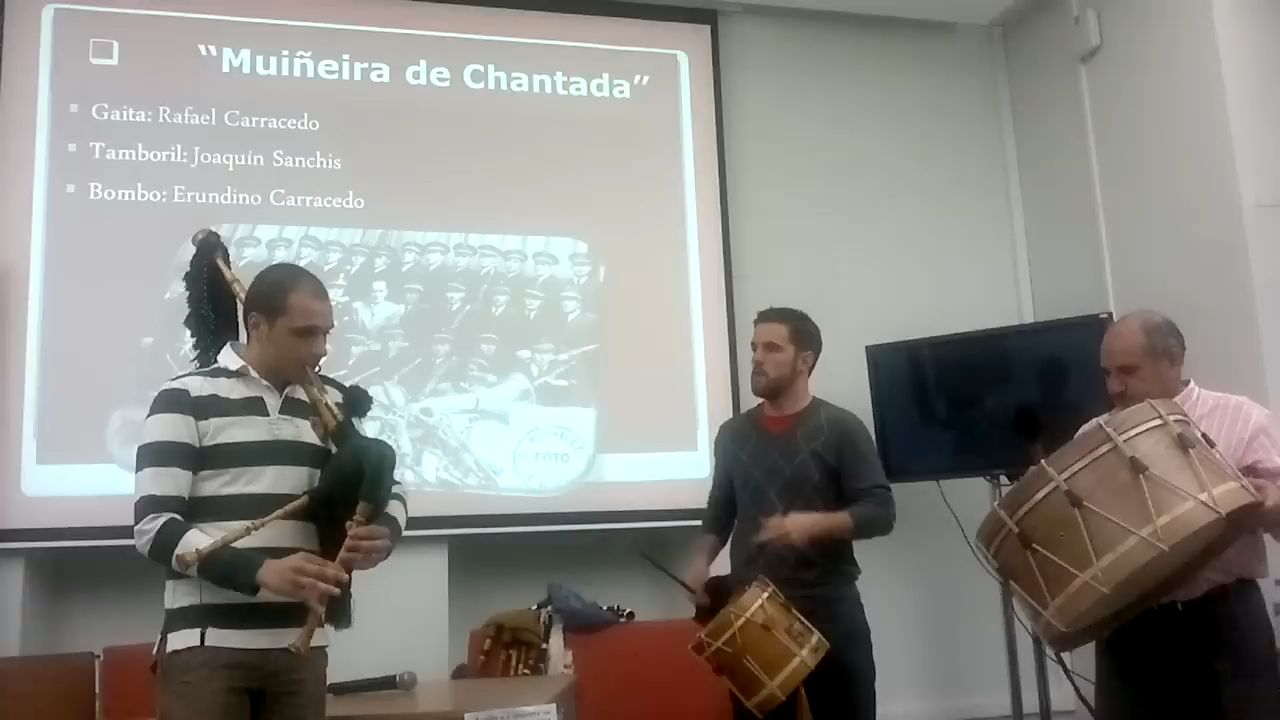 “Muiñeira de Chantada”
Gaita: Rafael Carracedo
Tamboril: Joaquín Sanchis
Bombo: Erundino Carracedo
FOTO